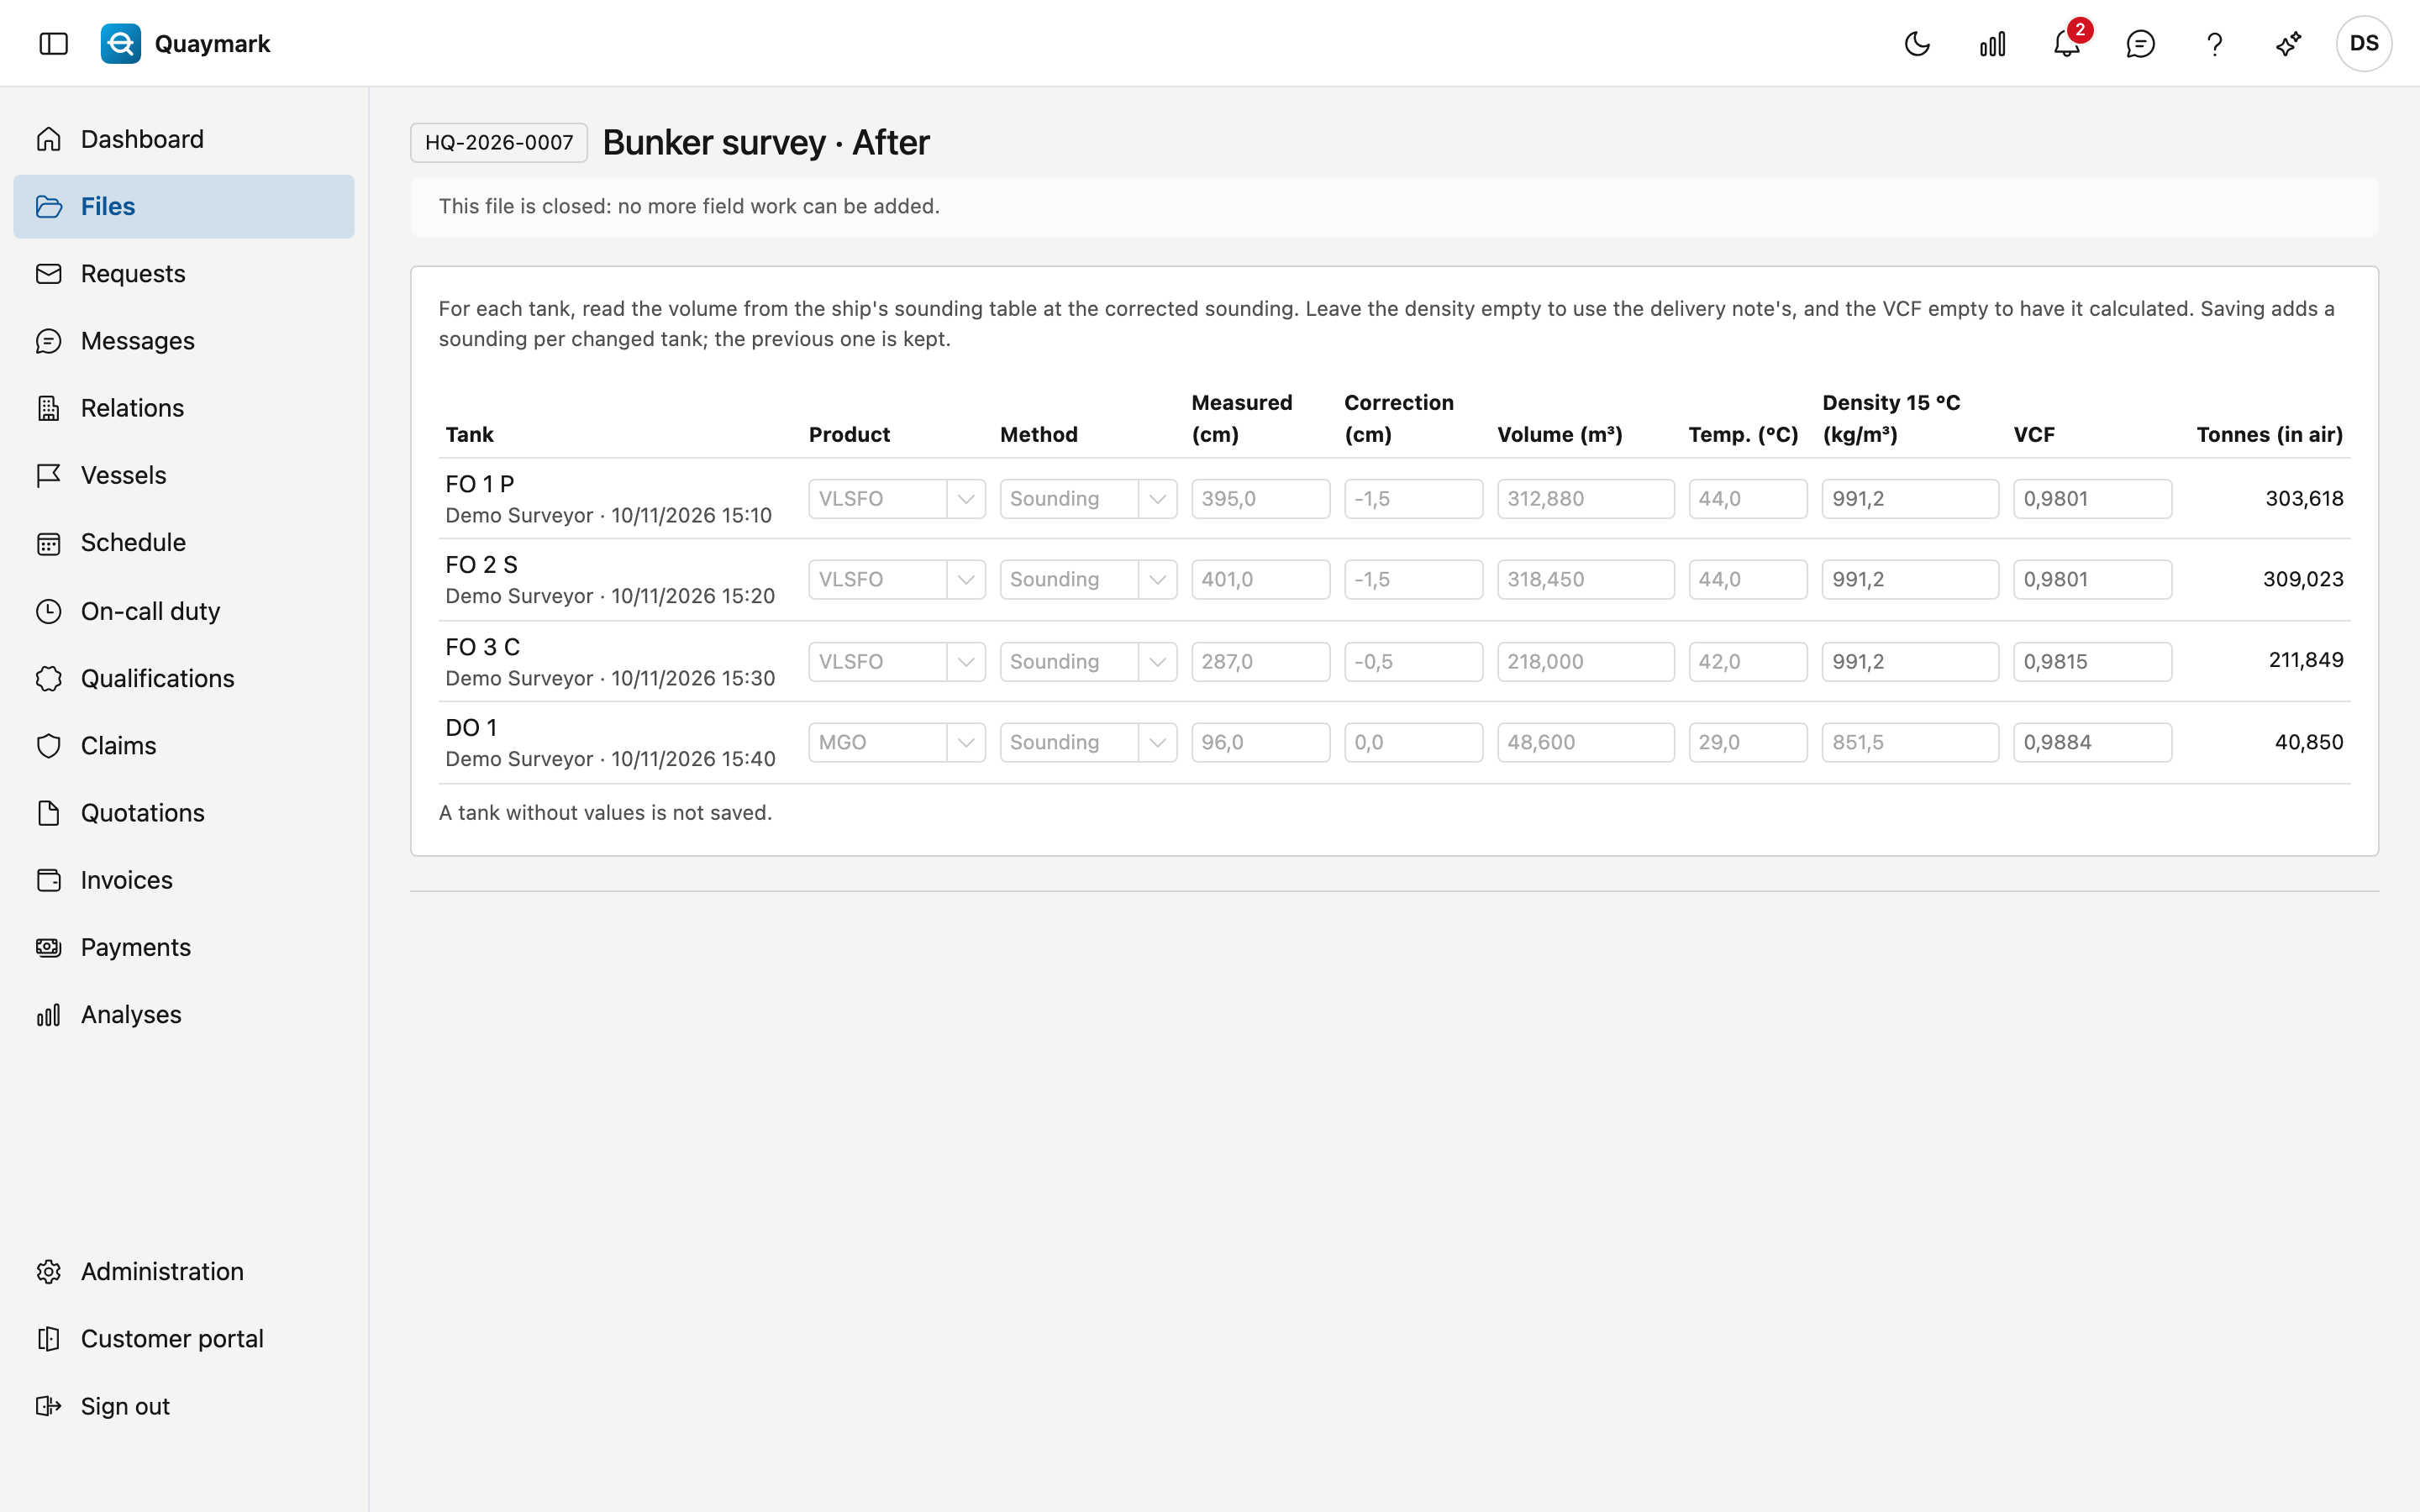 Quaymark
2
DS
Dashboard
Files
Requests
Messages
Relations
Vessels
Schedule
On-call duty
Qualifications
Claims
Quotations
Invoices
Payments
Analyses
Administration
Customer portal
Sign out
HQ-2026-0007 Bunker survey · After
This file is closed: no more field work can be added.
For each tank, read the volume from the ship's sounding table at the corrected sounding. Leave the density empty to use the delivery note's, and the VCF empty to have it calculated. Saving adds a
sounding per changed tank; the previous one is kept.
Tank Product Method Measured (cm) Correction (cm) Volume (m³) Temp. (°C) Density 15 °C (kg/m³) VCF Tonnes (in air)
FO 1 P
Demo Surveyor · 10/11/2026 15:10
VLSFO Sounding 395,0 -1,5 312,880 44,0 991,2 0,9801 303,618
FO 2 S
Demo Surveyor · 10/11/2026 15:20
VLSFO Sounding 401,0 -1,5 318,450 44,0 991,2 0,9801 309,023
FO 3 C
Demo Surveyor · 10/11/2026 15:30
VLSFO Sounding 287,0 -0,5 218,000 42,0 991,2 0,9815 211,849
DO 1
Demo Surveyor · 10/11/2026 15:40
MGO Sounding 96,0 0,0 48,600 29,0 851,5 0,9884 40,850
A tank without values is not saved.